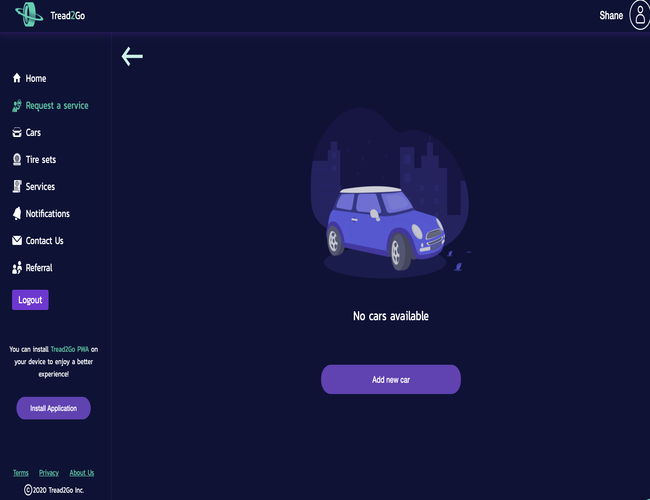 Tread2Go
Shane
Home
Request a service
Cars
Tire sets
Services
Notifications
Contact Us
Referral
Logout
You can install Tread2Go PWA on
your device to enjoy a better
experience!
Install Application
Terms Privacy About Us
©2020 Tread2Go Inc.
No cars available
Add new car